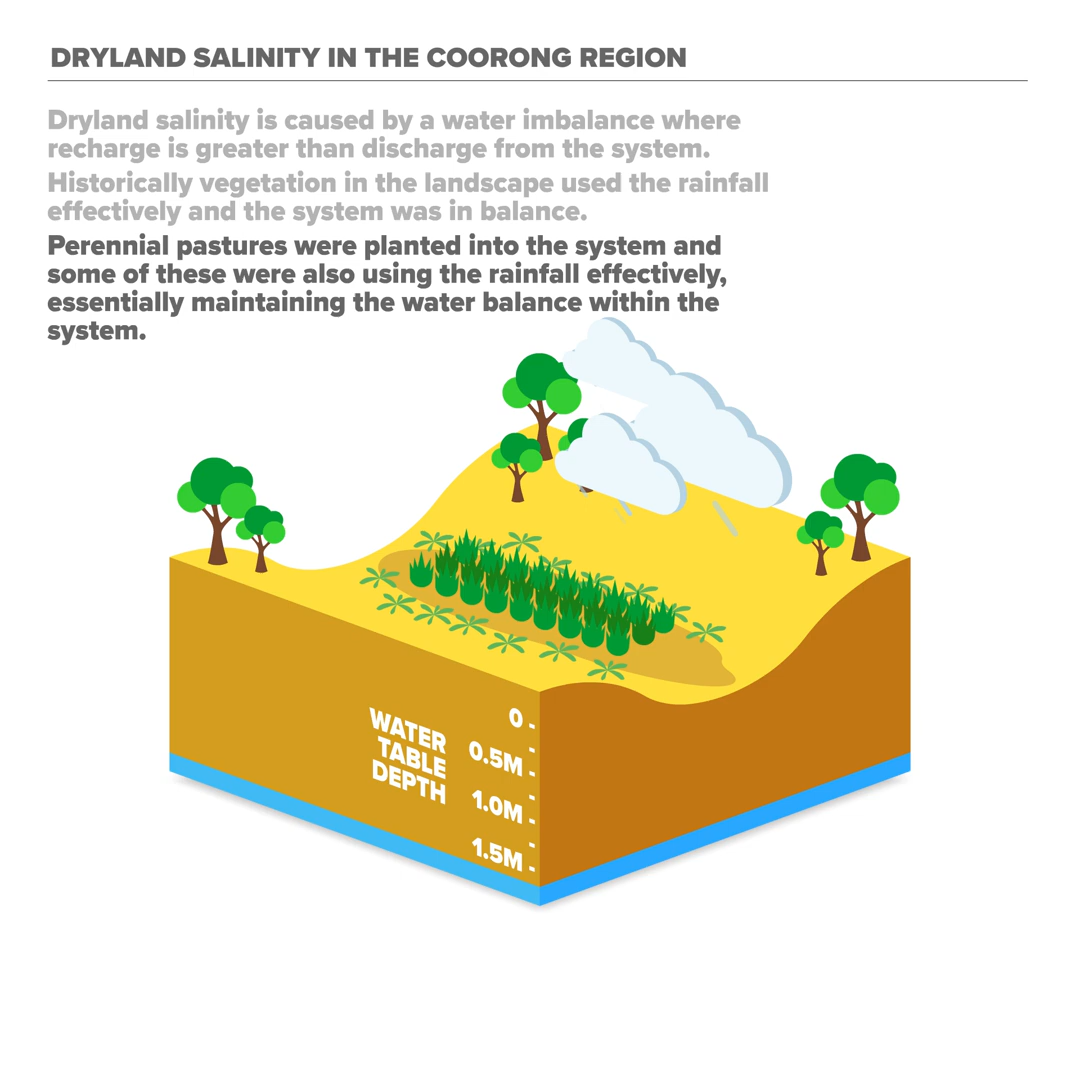 DRYLAND SALINITY IN THE COORONG REGION
Dryland salinity is caused by a water imbalance where
recharge is greater than discharge from the system.
Historically vegetation in the landscape used the rainfall
effectively and the system was in balance.
Perennial pastures were planted into the system and
some of these were also using the rainfall effectively,
essentially maintaining the water balance within the
system.
WATER
TABLE
DEPTH
0 -
0.5M -
1.0M -
1.5M -